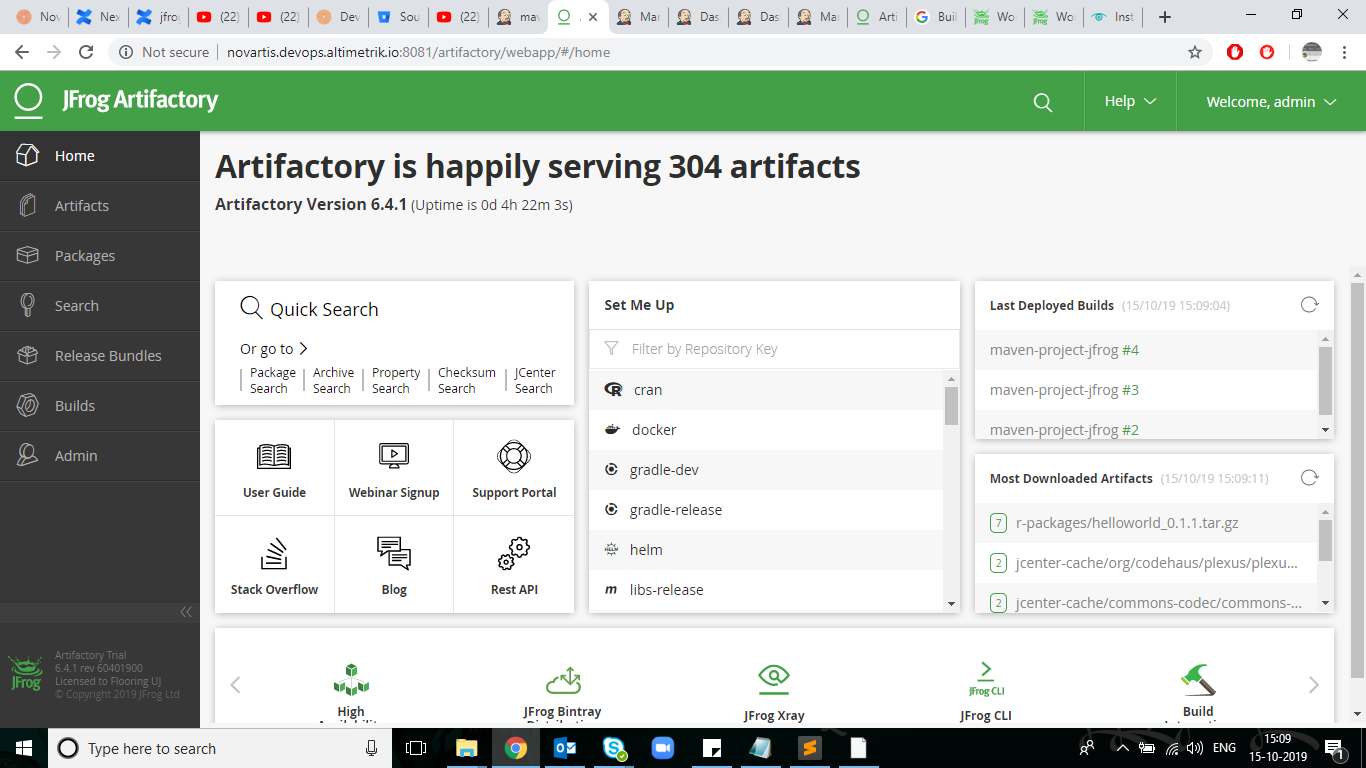 Nov
Nex
jfrog
(22)
(22)
Dev
Sou
(22)
mav
A
Mar
Das
Das
Mar
Arti
Buil
Wo
Wo
Inst
Not secure
novartis.devops.altimetrik.io:8081/artifactory/webapp/#/home
JFrog Artifactory
Help
Welcome, admin
Home
Artifacts
Packages
Search
Release Bundles
Builds
Admin
JFrog
Artifactory Trial
6.4.1 rev 60401900
Licensed to Flooring UJ
© Copyright 2019 JFrog Ltd
Artifactory is happily serving 304 artifacts
Artifactory Version 6.4.1 (Uptime is 0d 4h 22m 3s)
Quick Search
Or go to
Package Search
Archive Search
Property Search
Checksum Search
JCenter Search
User Guide
Webinar Signup
Support Portal
Stack Overflow
Blog
Rest API
Set Me Up
Filter by Repository Key
cran
docker
gradle-dev
gradle-release
helm
libs-release
Last Deployed Builds (15/10/19 15:09:04)
maven-project-jfrog #4
maven-project-jfrog #3
maven-project-jfrog #2
Most Downloaded Artifacts (15/10/19 15:09:11)
7 r-packages/helloworld_0.1.1.tar.gz
2 jcenter-cache/org/codehaus/plexus/plexu...
2 jcenter-cache/commons-codec/commons-...
High
JFrog Bintray
JFrog Xray
JFrog CLI
JFrog CLI
Build
Type here to search
ENG
15:09
15-10-2019
1